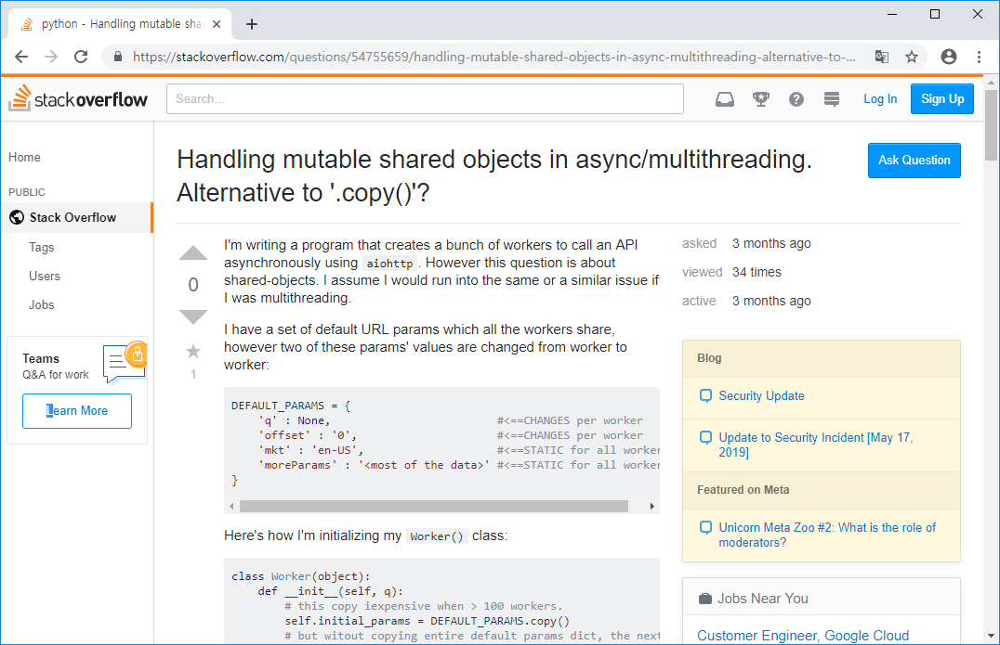 python - Handling mutable sha
https://stackoverflow.com/questions/54755659/handling-mutable-shared-objects-in-async-multithreading-alternative-to-...
stackoverflow
Search...
Log In
Sign Up
Home
PUBLIC
Stack Overflow
Tags
Users
Jobs
Teams
Q&A for work
Learn More
Handling mutable shared objects in async/multithreading.
Alternative to '.copy()'?
Ask Question
0
1
I'm writing a program that creates a bunch of workers to call an API
asynchronously using aiohttp. However this question is about
shared-objects. I assume I would run into the same or a similar issue if
I was multithreading.
I have a set of default URL params which all the workers share,
however two of these params' values are changed from worker to
worker:
DEFAULT_PARAMS = {
'q' : None, #<==CHANGES per worker
'offset' : '0', #<==CHANGES per worker
'mkt' : 'en-US', #<==STATIC for all worker
'moreParams' : '<most of the data>' #<==STATIC for all worker
}
Here's how I'm initializing my Worker() class:
class Worker(object):
def __init__(self, q):
# this copy iexpensive when > 100 workers.
self.initial_params = DEFAULT_PARAMS.copy()
# but witout copying entire default params dict, the next
asked 3 months ago
viewed 34 times
active 3 months ago
Blog
Security Update
Update to Security Incident [May 17,
2019]
Featured on Meta
Unicorn Meta Zoo #2: What is the role of
moderators?
Jobs Near You
Customer Engineer, Google Cloud